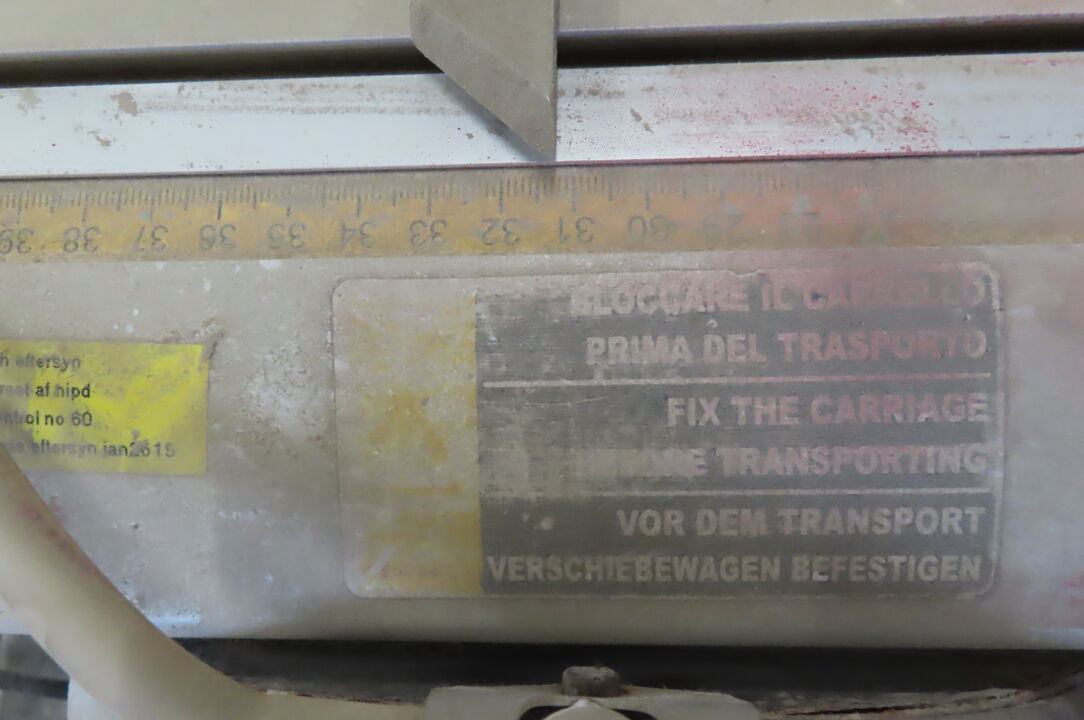 39 38 37 36 35 34 33 32 31 30 29
BLOCCARE IL CARRELLO
PRIMA DEL TRASPORTO
FIX THE CARRIAGE
TRANSPORTING
VOR DEM TRANSPORT
VERSCHIEBEWAGEN BEFESTIGEN
eftersyn
af hipd
no 60
eftersyn jan2015